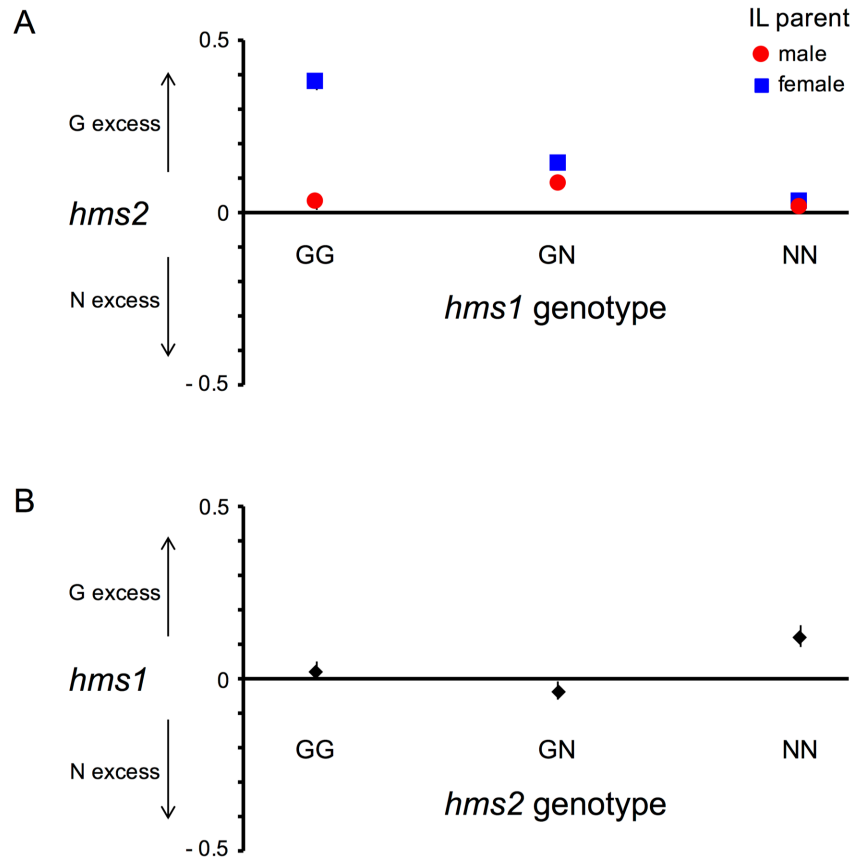 A
IL parent
male
female
0.5
G excess
hms2
0
N excess
GG
GN
NN
hms1 genotype
- 0.5
B
0.5
G excess
hms1
0
N excess
GG
GN
NN
hms2 genotype
- 0.5